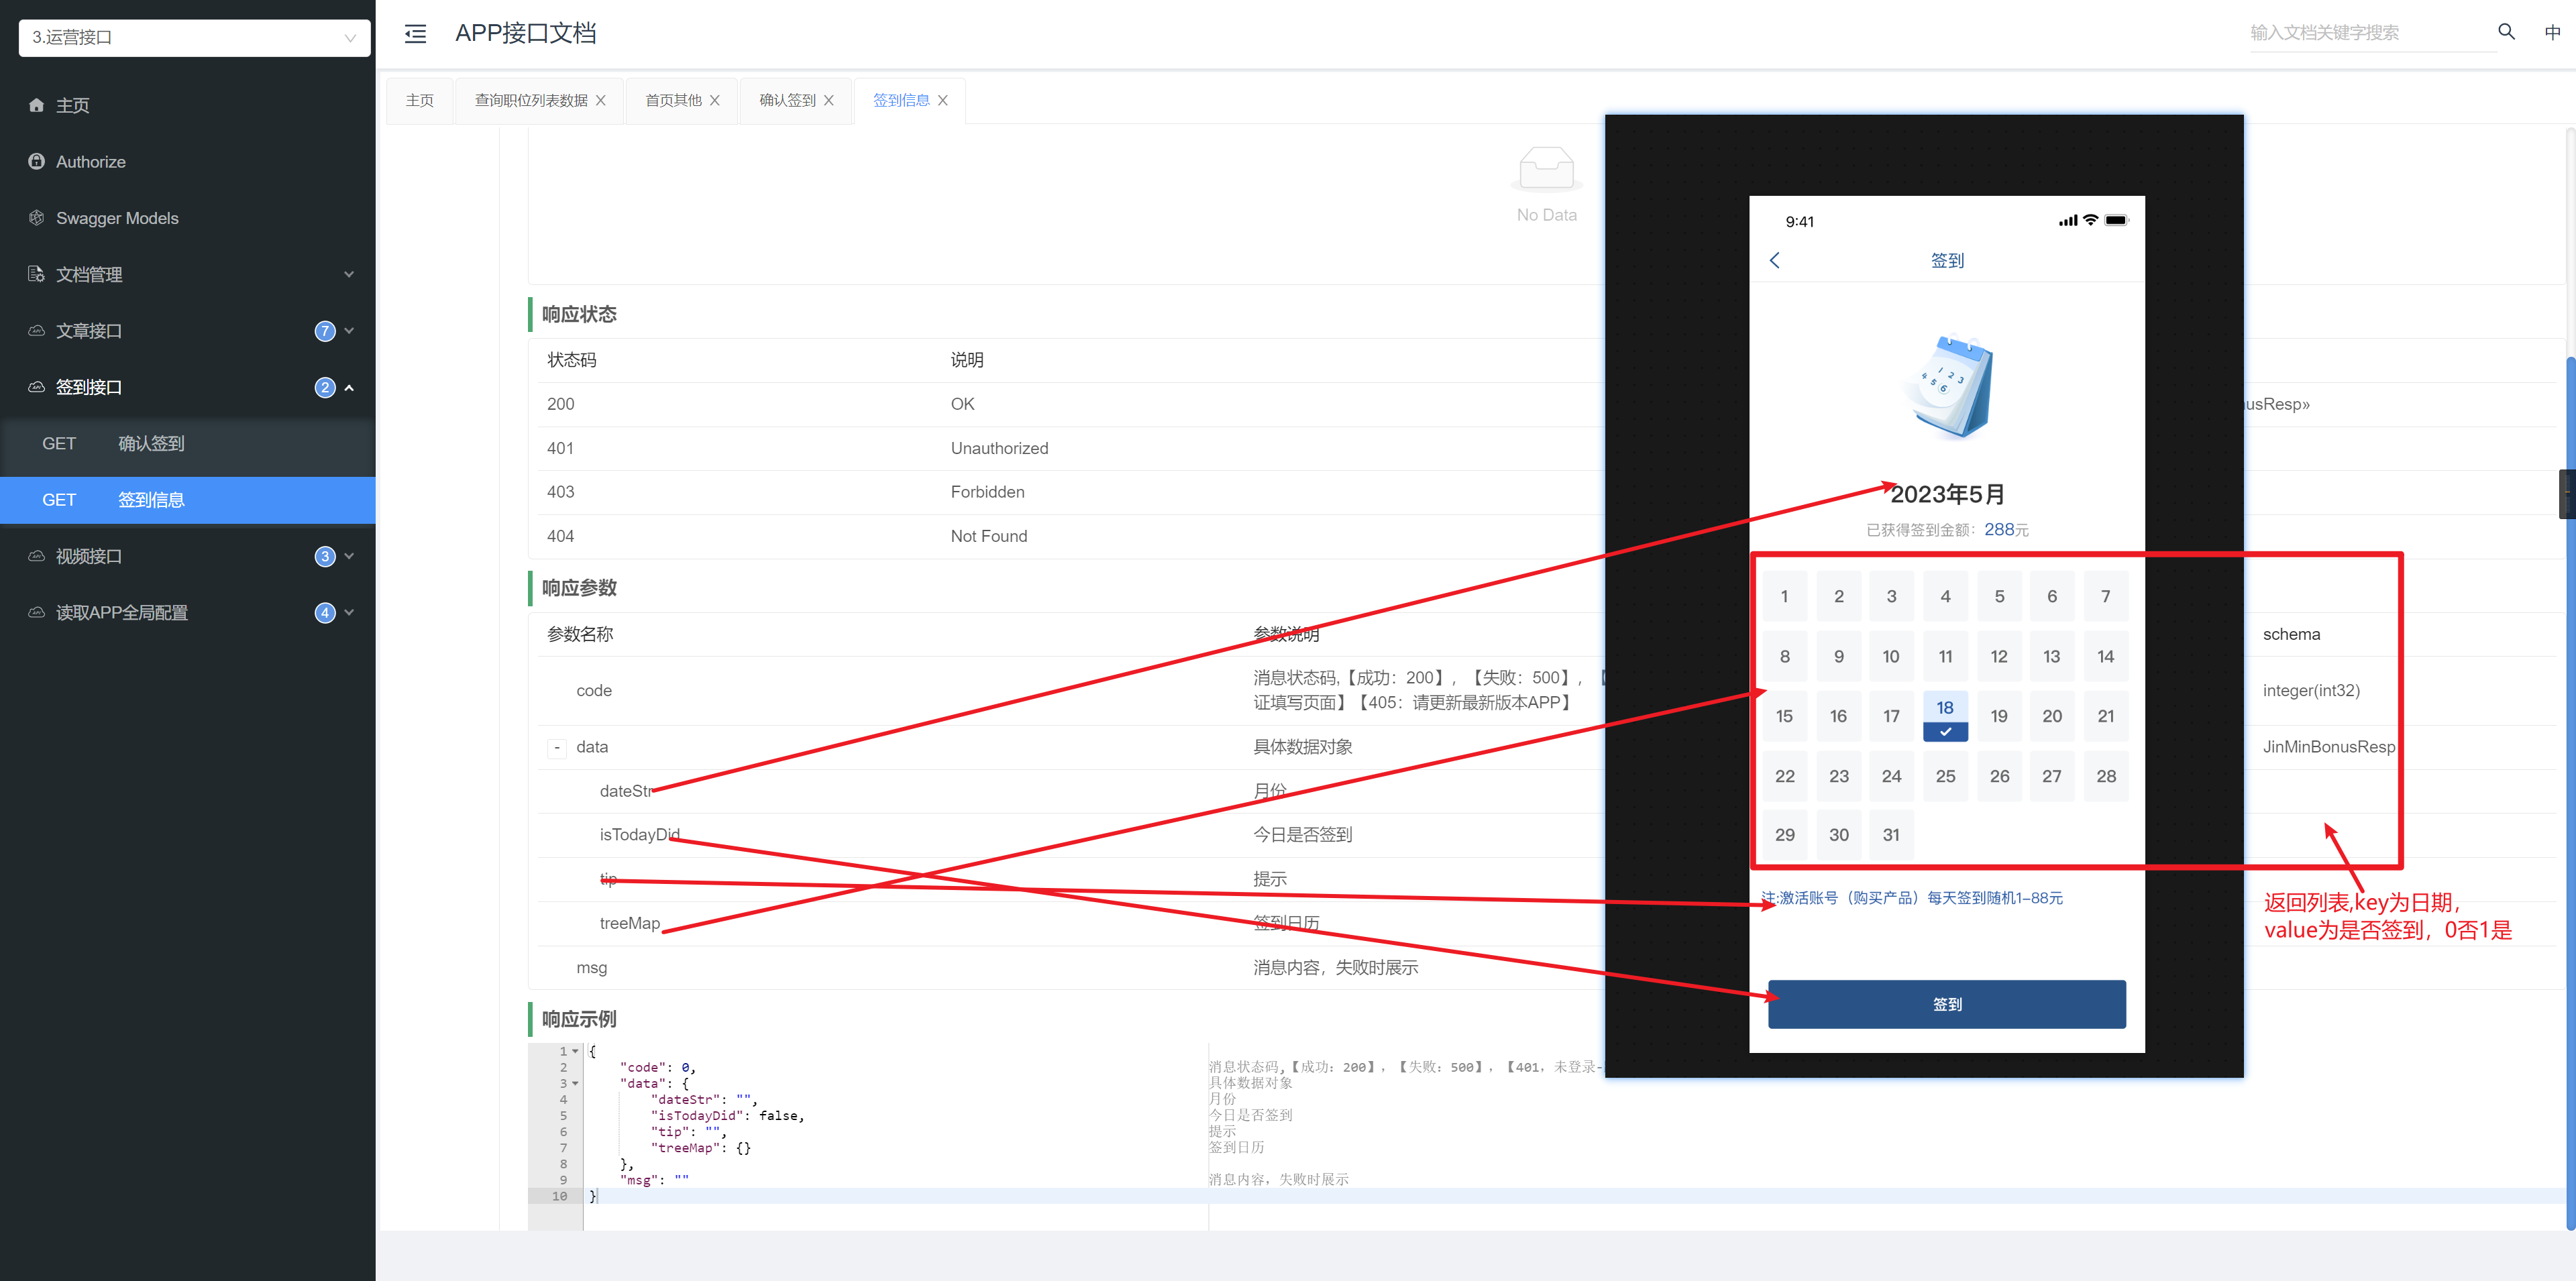 3.运营接口
主页
Authorize
Swagger Models
文档管理
文章接口 7
签到接口 2
GET 确认签到
GET 签到信息
视频接口 3
读取APP全局配置 4
APP接口文档
输入文档关键字搜索
中
主页 查询职位列表数据 首页其他 确认签到 签到信息
No Data
响应状态
状态码 说明
200 OK
usResp»
401 Unauthorized
403 Forbidden
404 Not Found
响应参数
参数名称 参数说明 schema
code 消息状态码,【成功：200】，【失败：500】，【
证填写页面】【405：请更新最新版本APP】 integer(int32)
- data 具体数据对象 JinMinBonusResp
dateStr 月份
isTodayDid 今日是否签到
tip 提示
treeMap 签到日历
msg 消息内容，失败时展示
响应示例
1 {
2 "code": 0, 消息状态码,【成功：200】，【失败：500】，【401，未登录-
3 "data": { 具体数据对象
4 "dateStr": "", 月份
5 "isTodayDid": false, 今日是否签到
6 "tip": "", 提示
7 "treeMap": {} 签到日历
8 },
9 "msg": "" 消息内容，失败时展示
10 }
9:41
签到
1 2 3
4 5 6
2023年5月
已获得签到金额：288元
1 2 3 4 5 6 7
8 9 10 11 12 13 14
15 16 17 18 19 20 21
22 23 24 25 26 27 28
29 30 31
注:激活账号（购买产品）每天签到随机1-88元
签到
返回列表,key为日期，
value为是否签到，0否1是